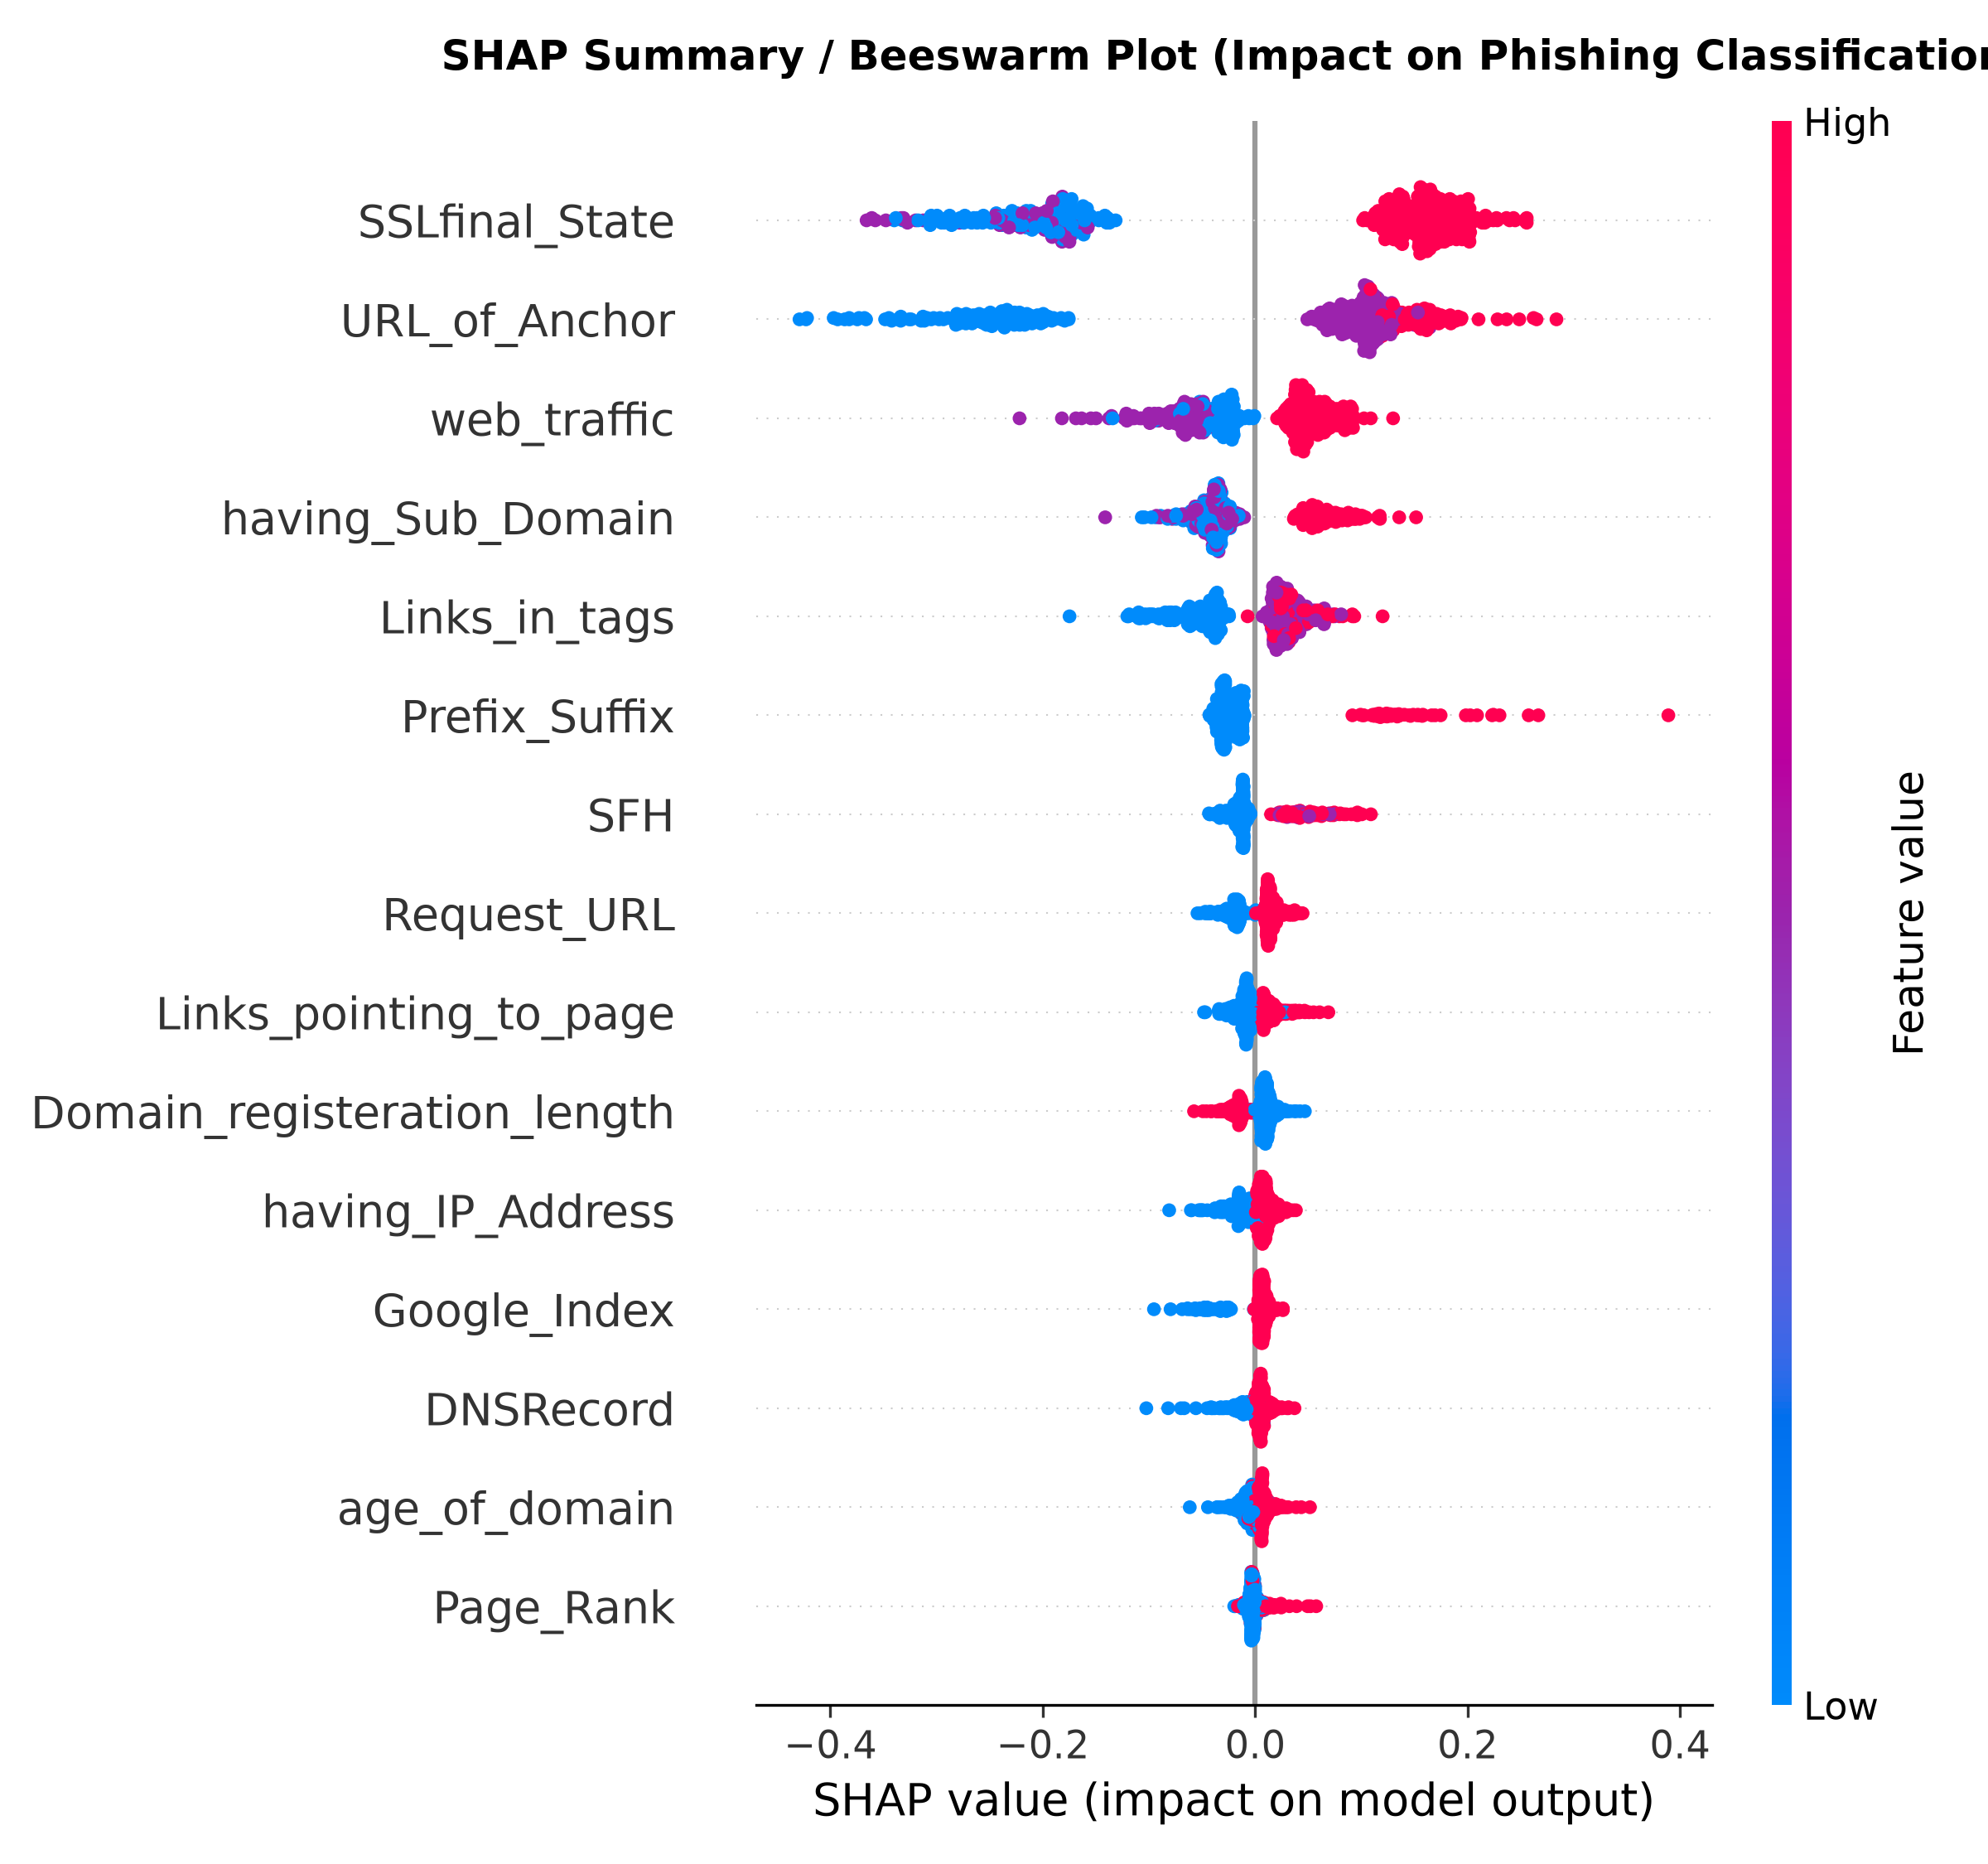 SHAP Summary / Beeswarm Plot (Impact on Phishing Classification
High
SSLfinal_State
URL_of_Anchor
web_traffic
having_Sub_Domain
Links_in_tags
Prefix_Suffix
SFH
Request_URL
Links_pointing_to_page
Domain_registeration_length
having_IP_Address
Google_Index
DNSRecord
age_of_domain
Page_Rank
Feature value
Low
−0.4 −0.2 0.0 0.2 0.4
SHAP value (impact on model output)